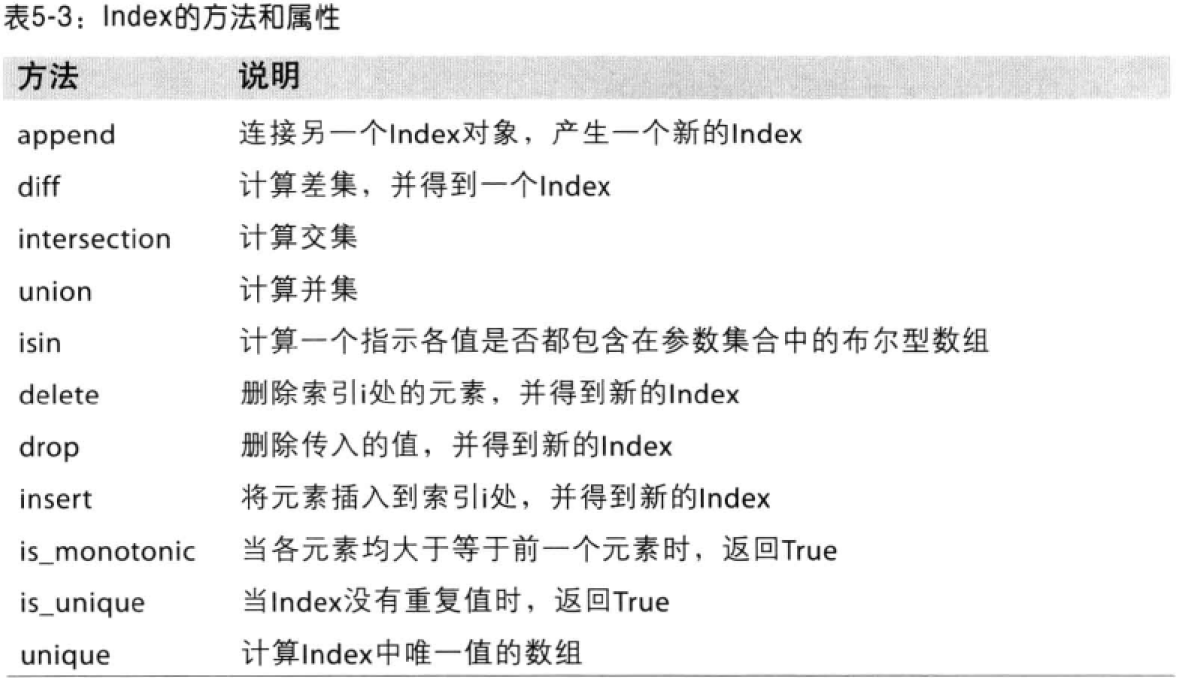 表5-3：Index的方法和属性
方法 说明
append 连接另一个Index对象，产生一个新的Index
diff 计算差集，并得到一个Index
intersection 计算交集
union 计算并集
isin 计算一个指示各值是否都包含在参数集合中的布尔型数组
delete 删除索引i处的元素，并得到新的Index
drop 删除传入的值，并得到新的Index
insert 将元素插入到索引i处，并得到新的Index
is_monotonic 当各元素均大于等于前一个元素时，返回True
is_unique 当Index没有重复值时，返回True
unique 计算Index中唯一值的数组